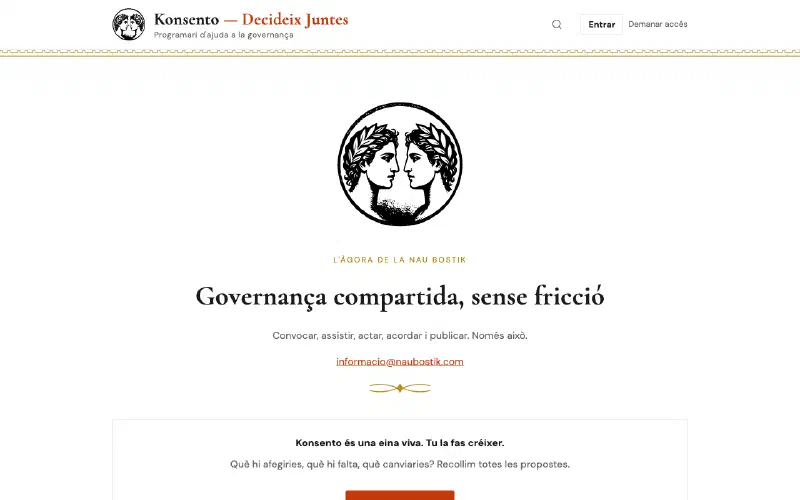 Konsento — Decideix Juntes
Programari d'ajuda a la governança
Entrar
Demanar accés
L'ÀGORA DE LA NAU BOSTIK
Governança compartida, sense fricció
Convocar, assistir, actar, acordar i publicar. Només això.
informacio@naubostik.com
Konsento és una eina viva. Tu la fas créixer.
Què hi afegiries, què hi falta, què canviaries? Recollim totes les propostes.